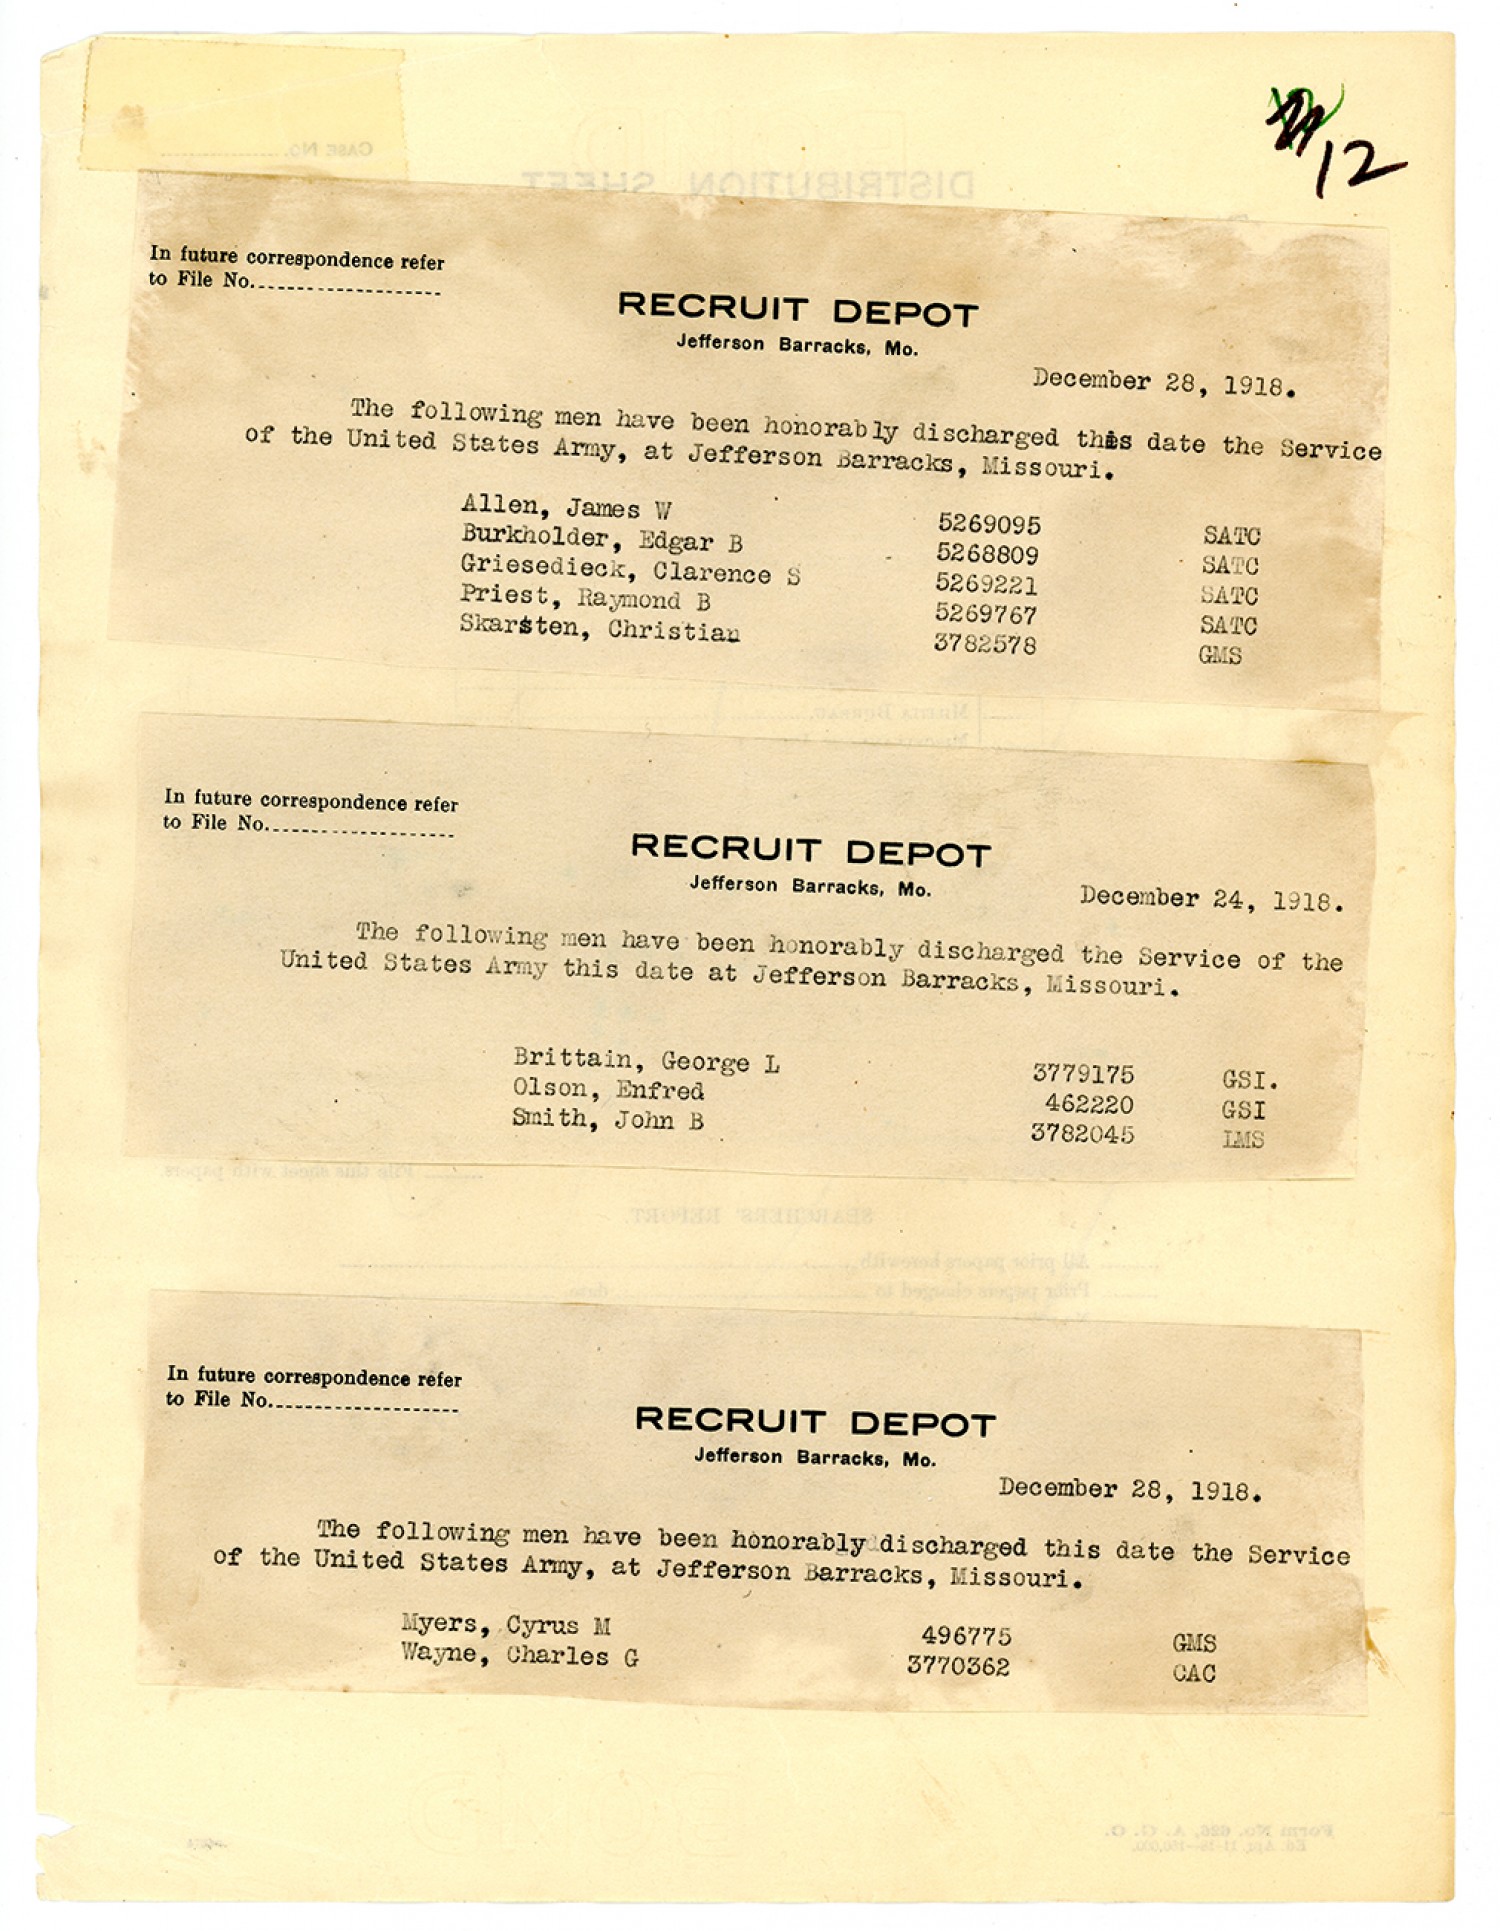 12
In future correspondence refer
to File No.
RECRUIT DEPOT
Jefferson Barracks, Mo.
December 28, 1918.
The following men have been honorably discharged this date the Service
of the United States Army, at Jefferson Barracks, Missouri.
Allen, James W 5269095 SATC
Burkholder, Edgar B 5268809 SATC
Griesedieck, Clarence S 5269221 SATC
Priest, Raymond B 5269767 SATC
Skarsten, Christian 3782578 GMS
In future correspondence refer
to File No.
RECRUIT DEPOT
Jefferson Barracks, Mo.
December 24, 1918.
The following men have been honorably discharged the Service of the
United States Army this date at Jefferson Barracks, Missouri.
Brittain, George L 3779175 GSI.
Olson, Enfred 462220 GSI
Smith, John B 3782045 LMS
In future correspondence refer
to File No.
RECRUIT DEPOT
Jefferson Barracks, Mo.
December 28, 1918.
The following men have been honorably discharged this date the Service
of the United States Army, at Jefferson Barracks, Missouri.
Myers, Cyrus M 496775 GMS
Wayne, Charles G 3770362 CAC